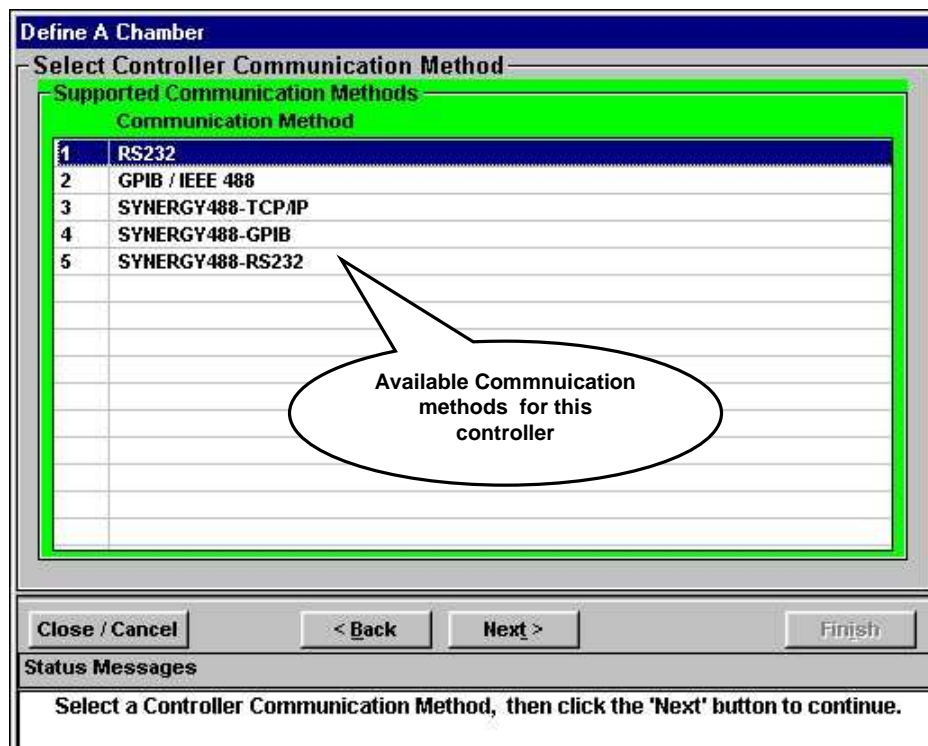 Define A Chamber
Select Controller Communication Method
Supported Communication Methods
Communication Method
1 RS232
2 GPIB / IEEE 488
3 SYNERGY488-TCP/IP
4 SYNERGY488-GPIB
5 SYNERGY488-RS232
Available Commnuication
methods for this
controller
Close / Cancel < Back Next > Finish
Status Messages
Select a Controller Communication Method, then click the 'Next' button to continue.